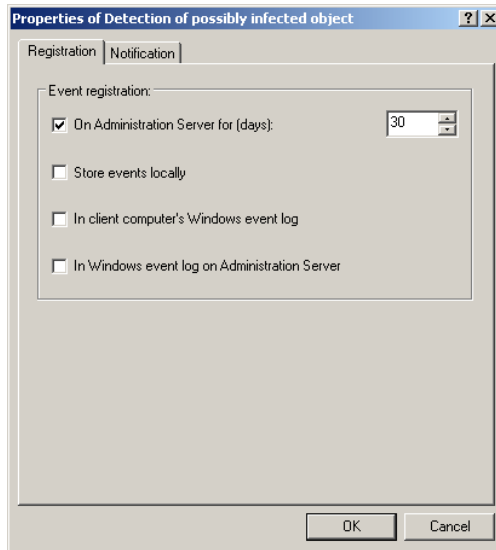 Properties of Detection of possibly infected object
Registration Notification
Event registration:
On Administration Server for (days): 30
Store events locally
In client computer's Windows event log
In Windows event log on Administration Server
OK Cancel